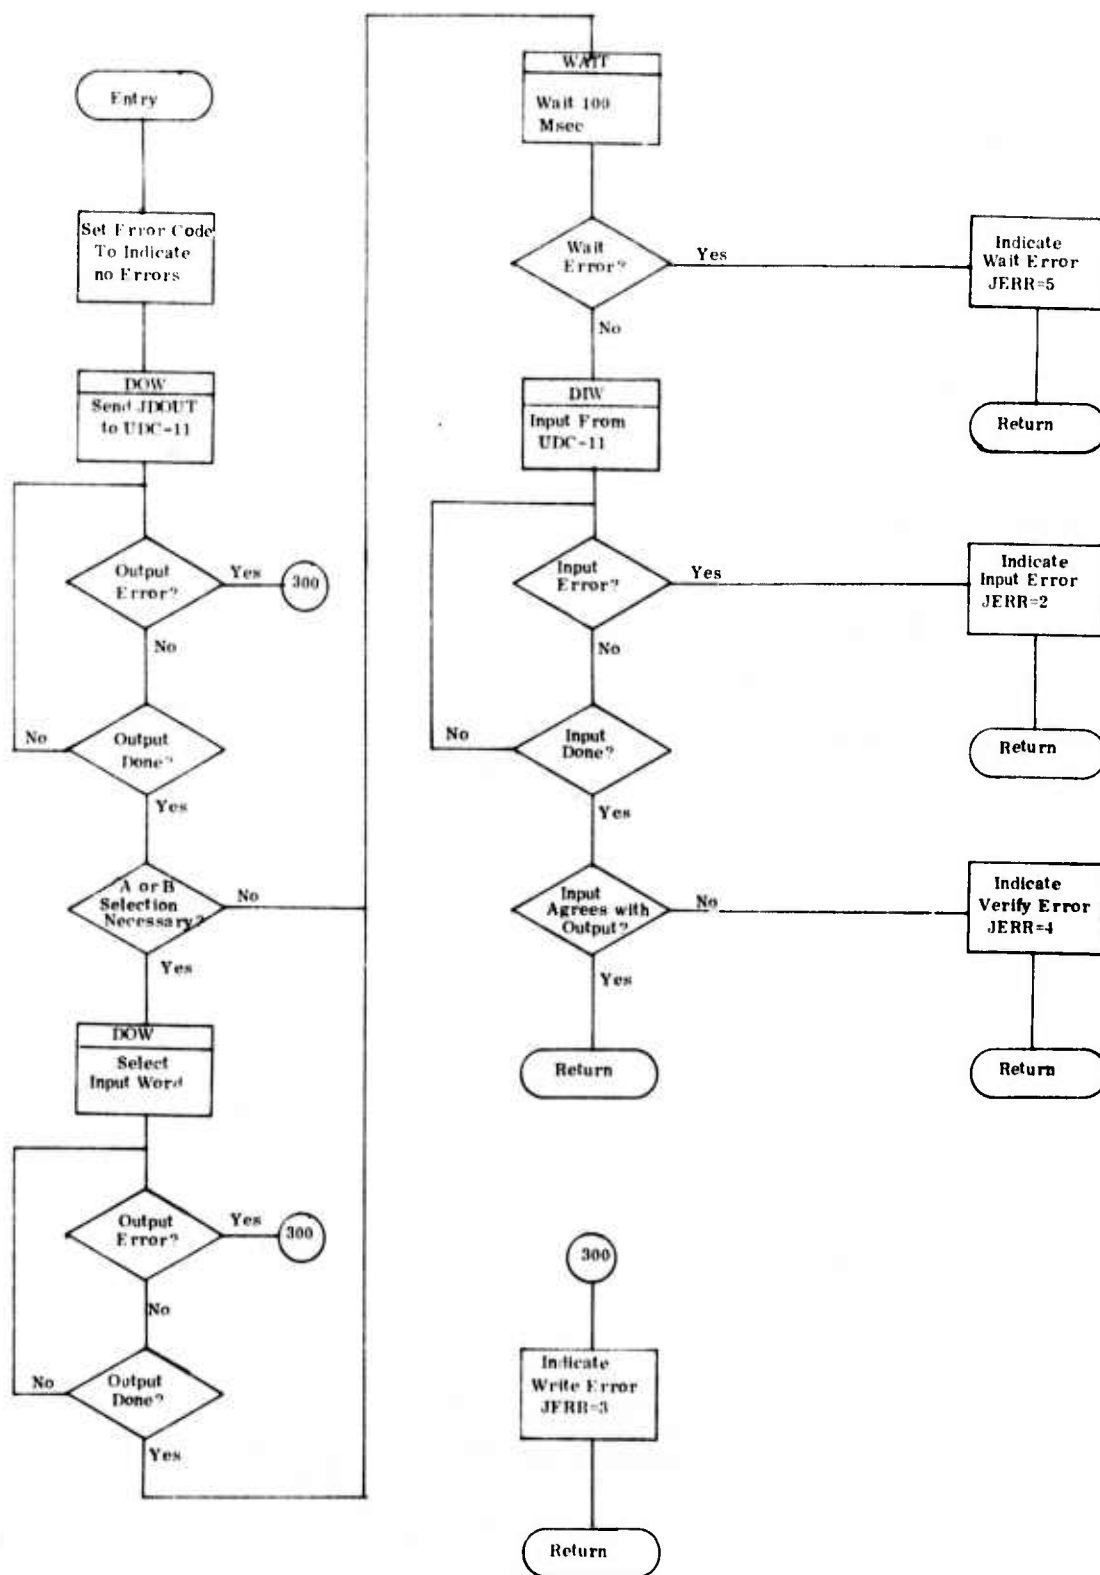 Entry
Set Error Code
To Indicate
no Errors
DOW
Send JDOUT
to UDC-11
Output
Error?
Yes
300
No
Output
Done?
No
Yes
A or B
Selection
Necessary?
No
Yes
DOW
Select
Input Word
Output
Error?
Yes
300
No
Output
Done?
No
Yes
WAIT
Wait 100
Msec
Wait
Error?
Yes
Indicate
Wait Error
JERR=5
Return
No
DIW
Input From
UDC-11
Input
Error?
Yes
Indicate
Input Error
JERR=2
Return
No
Input
Done?
No
Yes
Input
Agrees with
Output?
No
Indicate
Verify Error
JERR=4
Return
Yes
Return
300
Indicate
Write Error
JERR=3
Return